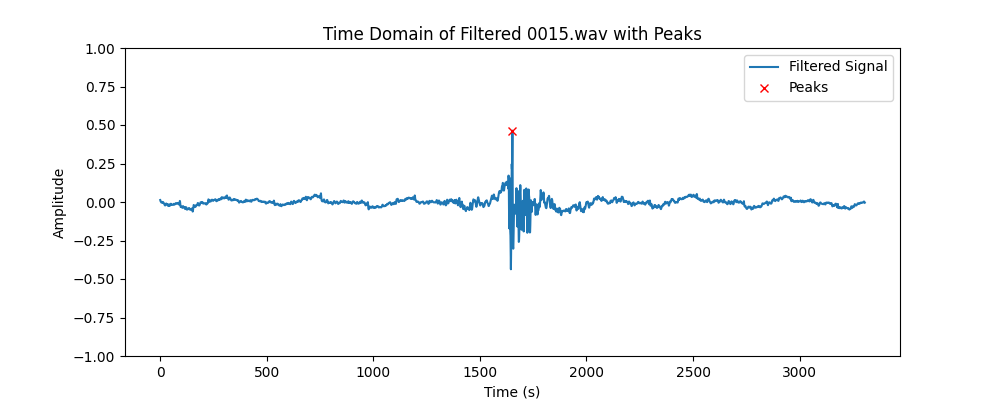 Time Domain of Filtered 0015.wav with Peaks
1.00
0.75
0.50
0.25
0.00
−0.25
−0.50
−0.75
−1.00
Amplitude
Filtered Signal
Peaks
0 500 1000 1500 2000 2500 3000
Time (s)